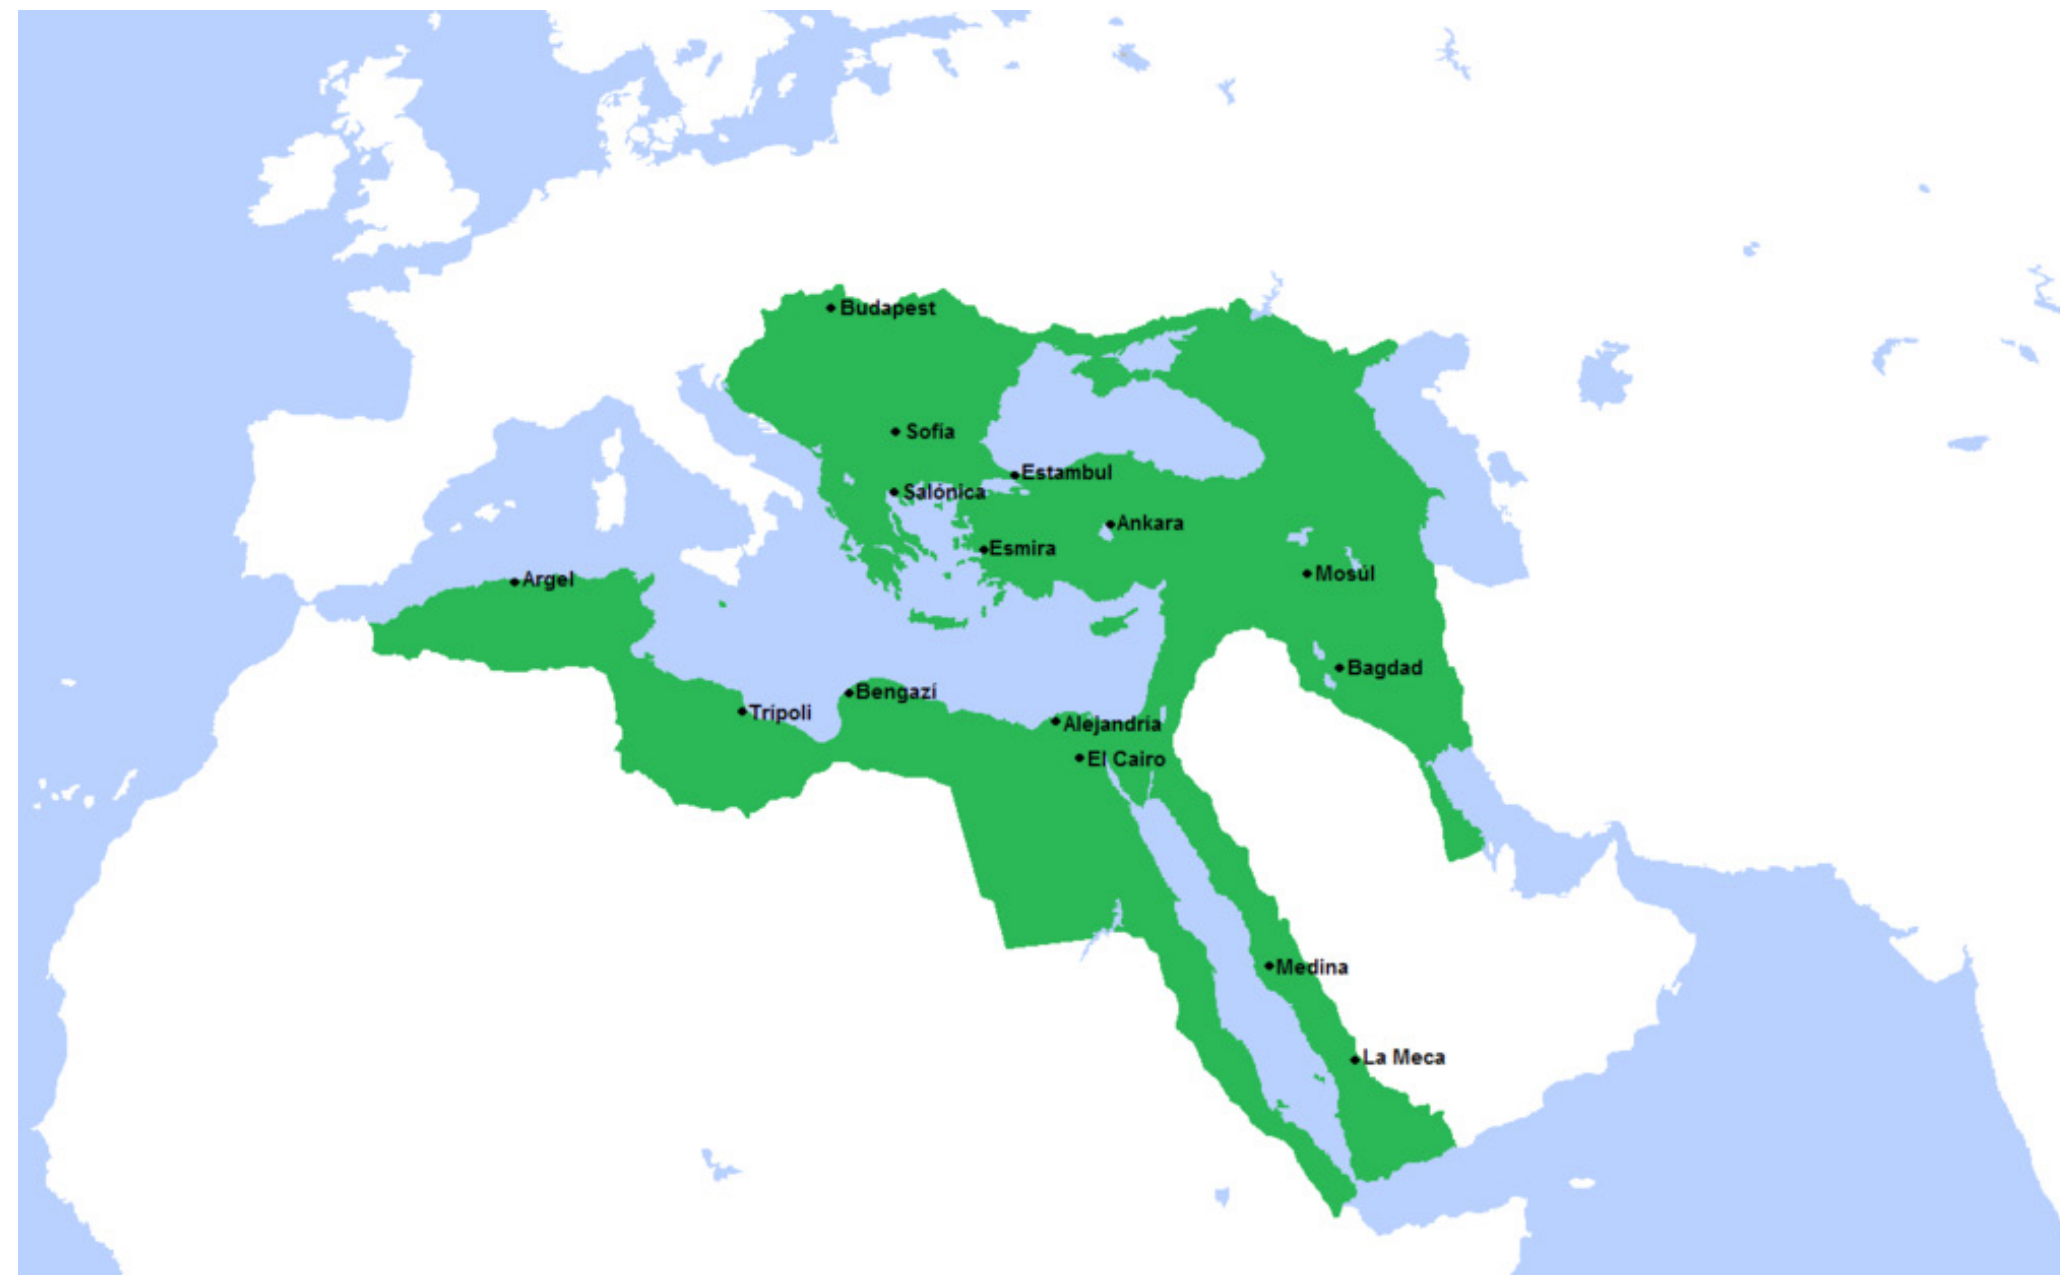 Budapest
Sofía
Estambul
Salónica
Ankara
Esmira
Mosúl
Argel
Bagdad
Bengazí
Trípoli
Alejandría
El Cairo
Medina
La Meca